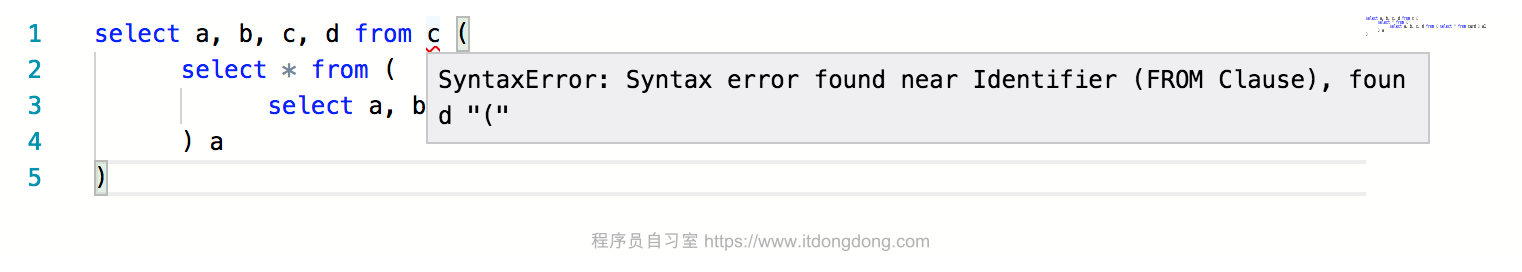 1 select a, b, c, d from c (
2 select * from (
3 select a, b
4 ) a
5 )
SyntaxError: Syntax error found near Identifier (FROM Clause), foun
d "("
程序员自习室 https://www.itdongdong.com